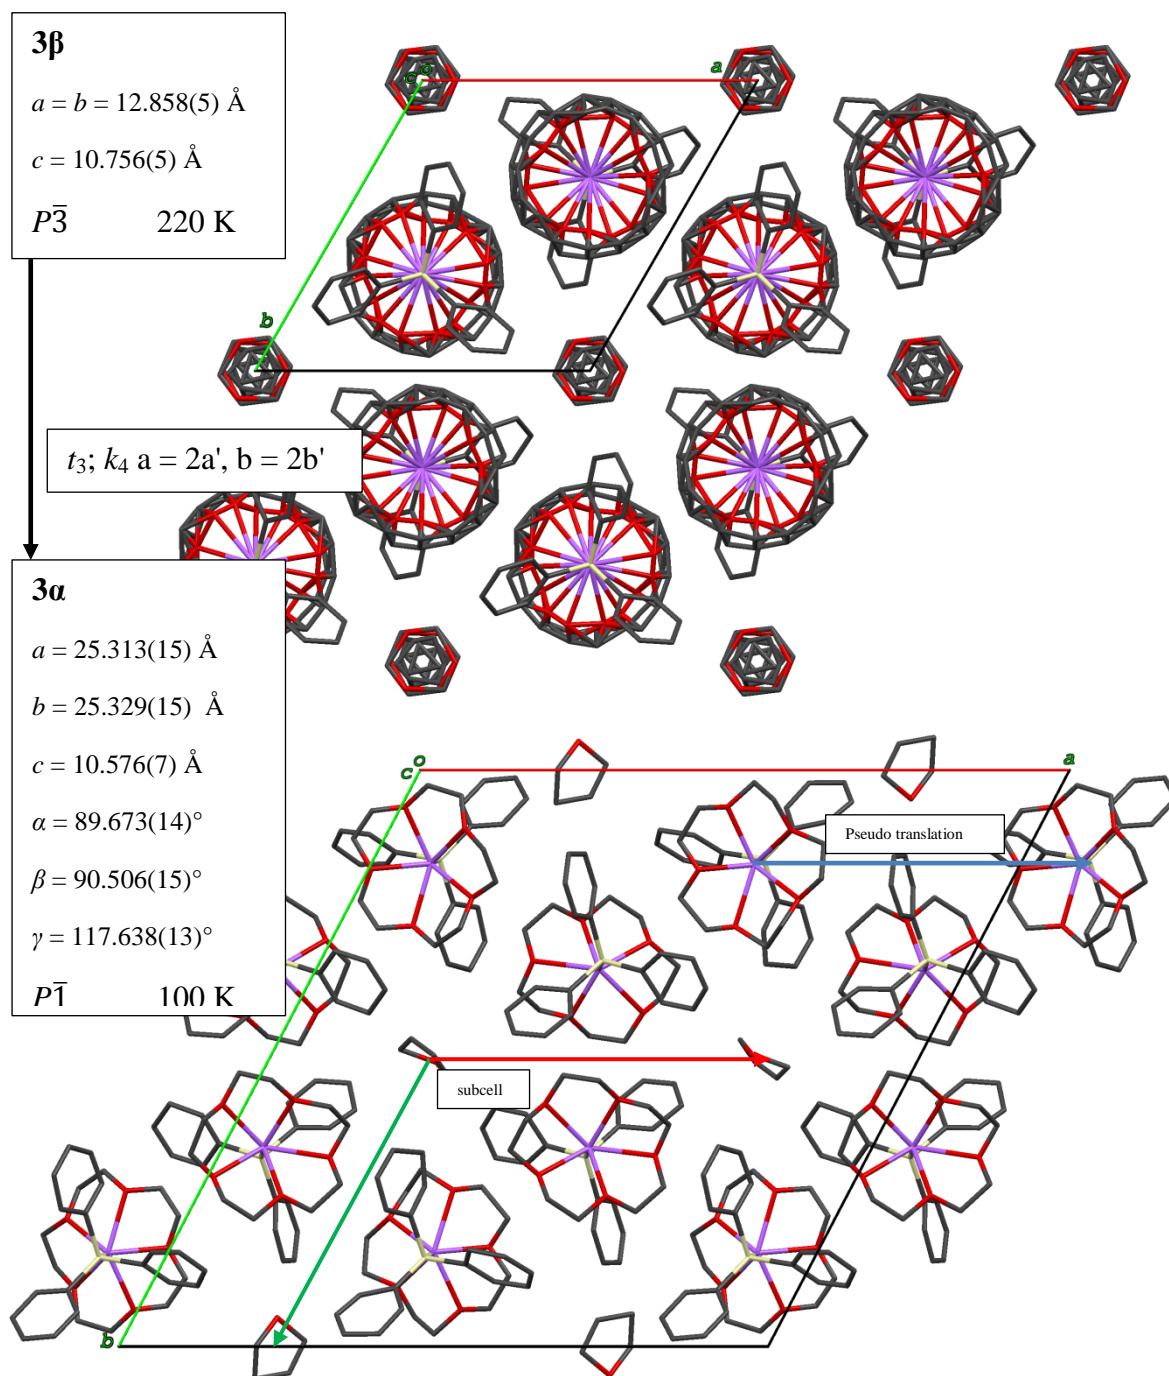 3β
a = b = 12.858(5) Å
c = 10.756(5) Å
P3̅ 220 K
c o a
b
t₃; k₄ a = 2a', b = 2b'
3α
a = 25.313(15) Å
b = 25.329(15) Å
c = 10.576(7) Å
α = 89.673(14)°
β = 90.506(15)°
γ = 117.638(13)°
P1̅ 100 K
c o a
Pseudo translation
subcell
b